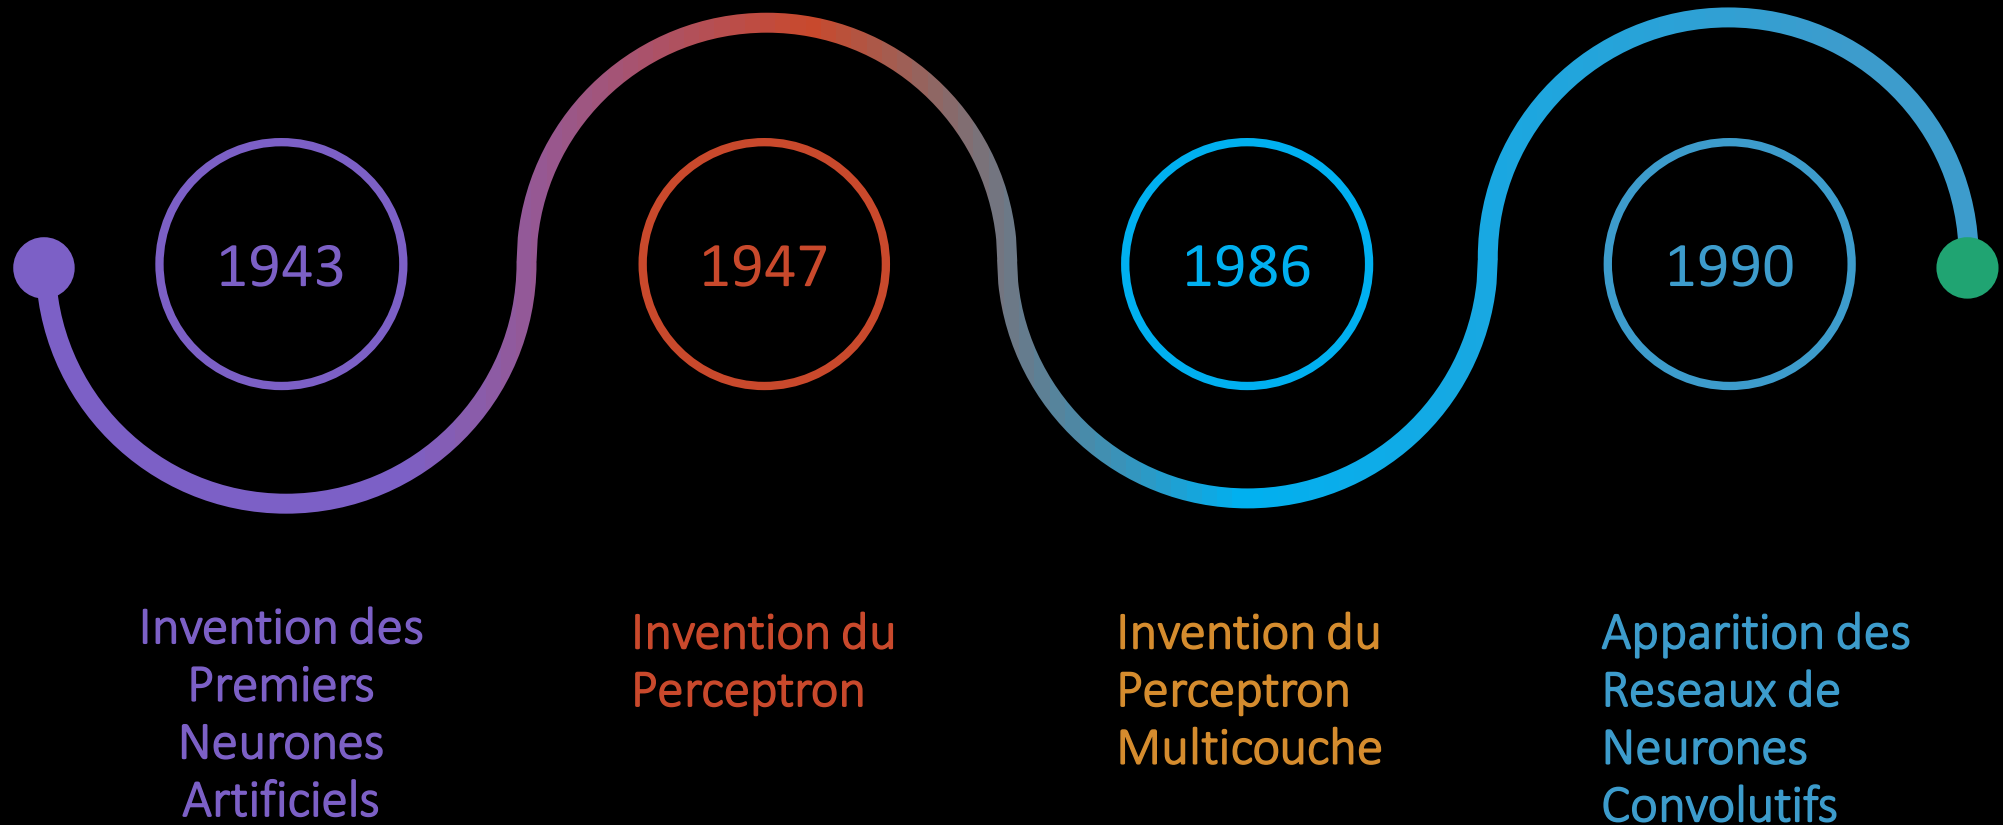 1943
1947
1986
1990
Invention des
Premiers
Neurones
Artificiels
Invention du
Perceptron
Invention du
Perceptron
Multicouche
Apparition des
Reseaux de
Neurones
Convolutifs